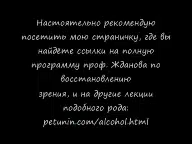 Настоятельно рекомендую
посетить мою страничку, где вы
найдёте ссылки на полную
программу проф. Жданова по
восстановлению
зрения, и на другие лекции
подобного рода:
petunin.com/alcohol.html